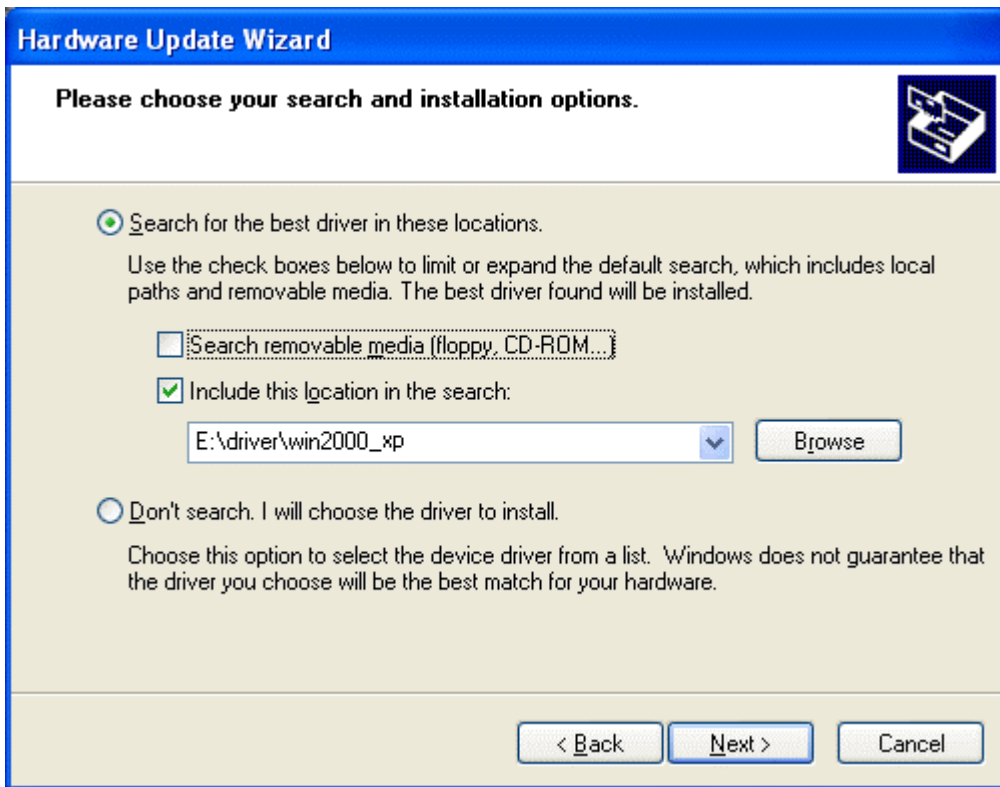 Hardware Update Wizard
Please choose your search and installation options.
Search for the best driver in these locations.
Use the check boxes below to limit or expand the default search, which includes local
paths and removable media. The best driver found will be installed.
Search removable media (floppy, CD-ROM...)
Include this location in the search:
E:\driver\win2000_xp
Browse
Don't search. I will choose the driver to install.
Choose this option to select the device driver from a list. Windows does not guarantee that
the driver you choose will be the best match for your hardware.
< Back
Next >
Cancel